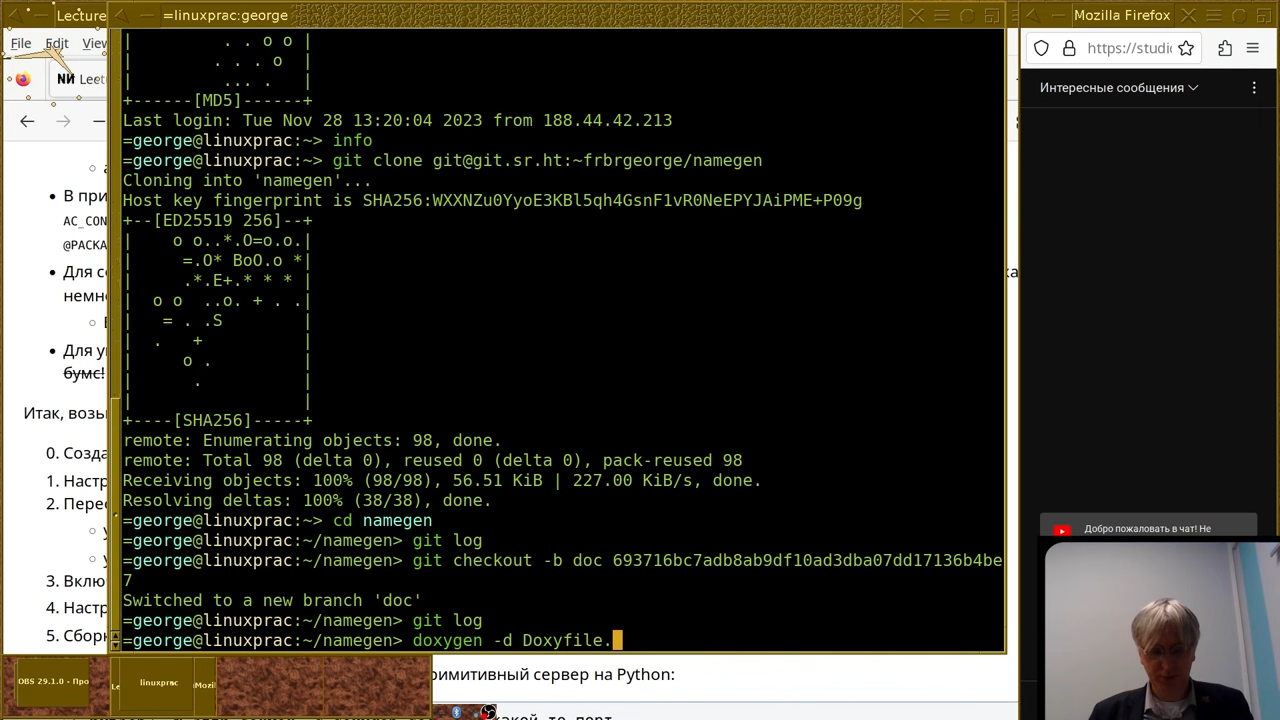 Lecture
=linuxprac:george
Mozilla Firefox
File Edit View
https://studi
Интересные сообщения
| . . o o |
| . . . o |
| ... . |
+------[MD5]------+
Last login: Tue Nov 28 13:20:04 2023 from 188.44.42.213
=george@linuxprac:~> info
=george@linuxprac:~> git clone git@git.sr.ht:~frbrgeorge/namegen
Cloning into 'namegen'...
Host key fingerprint is SHA256:WXXNZu0YyoE3KBl5qh4GsnF1vR0NeEPYJAiPME+P09g
+--[ED25519 256]--+
| o o..*.O=o.o.|
| =.O* BoO.o *|
| .*.E+.* * * |
| o o ..o. + . .|
| = . .S |
| . + |
| o . |
| . |
| |
+----[SHA256]-----+
remote: Enumerating objects: 98, done.
remote: Total 98 (delta 0), reused 0 (delta 0), pack-reused 98
Receiving objects: 100% (98/98), 56.51 KiB | 227.00 KiB/s, done.
Resolving deltas: 100% (38/38), done.
=george@linuxprac:~> cd namegen
=george@linuxprac:~/namegen> git log
=george@linuxprac:~/namegen> git checkout -b doc 693716bc7adb8ab9df10ad3dba07dd17136b4be
7
Switched to a new branch 'doc'
=george@linuxprac:~/namegen> git log
=george@linuxprac:~/namegen> doxygen -d Doxyfile.
В при
AC_CON
@PACKA
Для с
немн
Для у
бумс!
Итак, возы
0. Созда
1. Настр
2. Перес
3. Вклю
4. Настр
5. Сборк
римитивный сервер на Python:
Добро пожаловать в чат! Не
OBS 29.1.0 - Про
linuxprac
Mozil